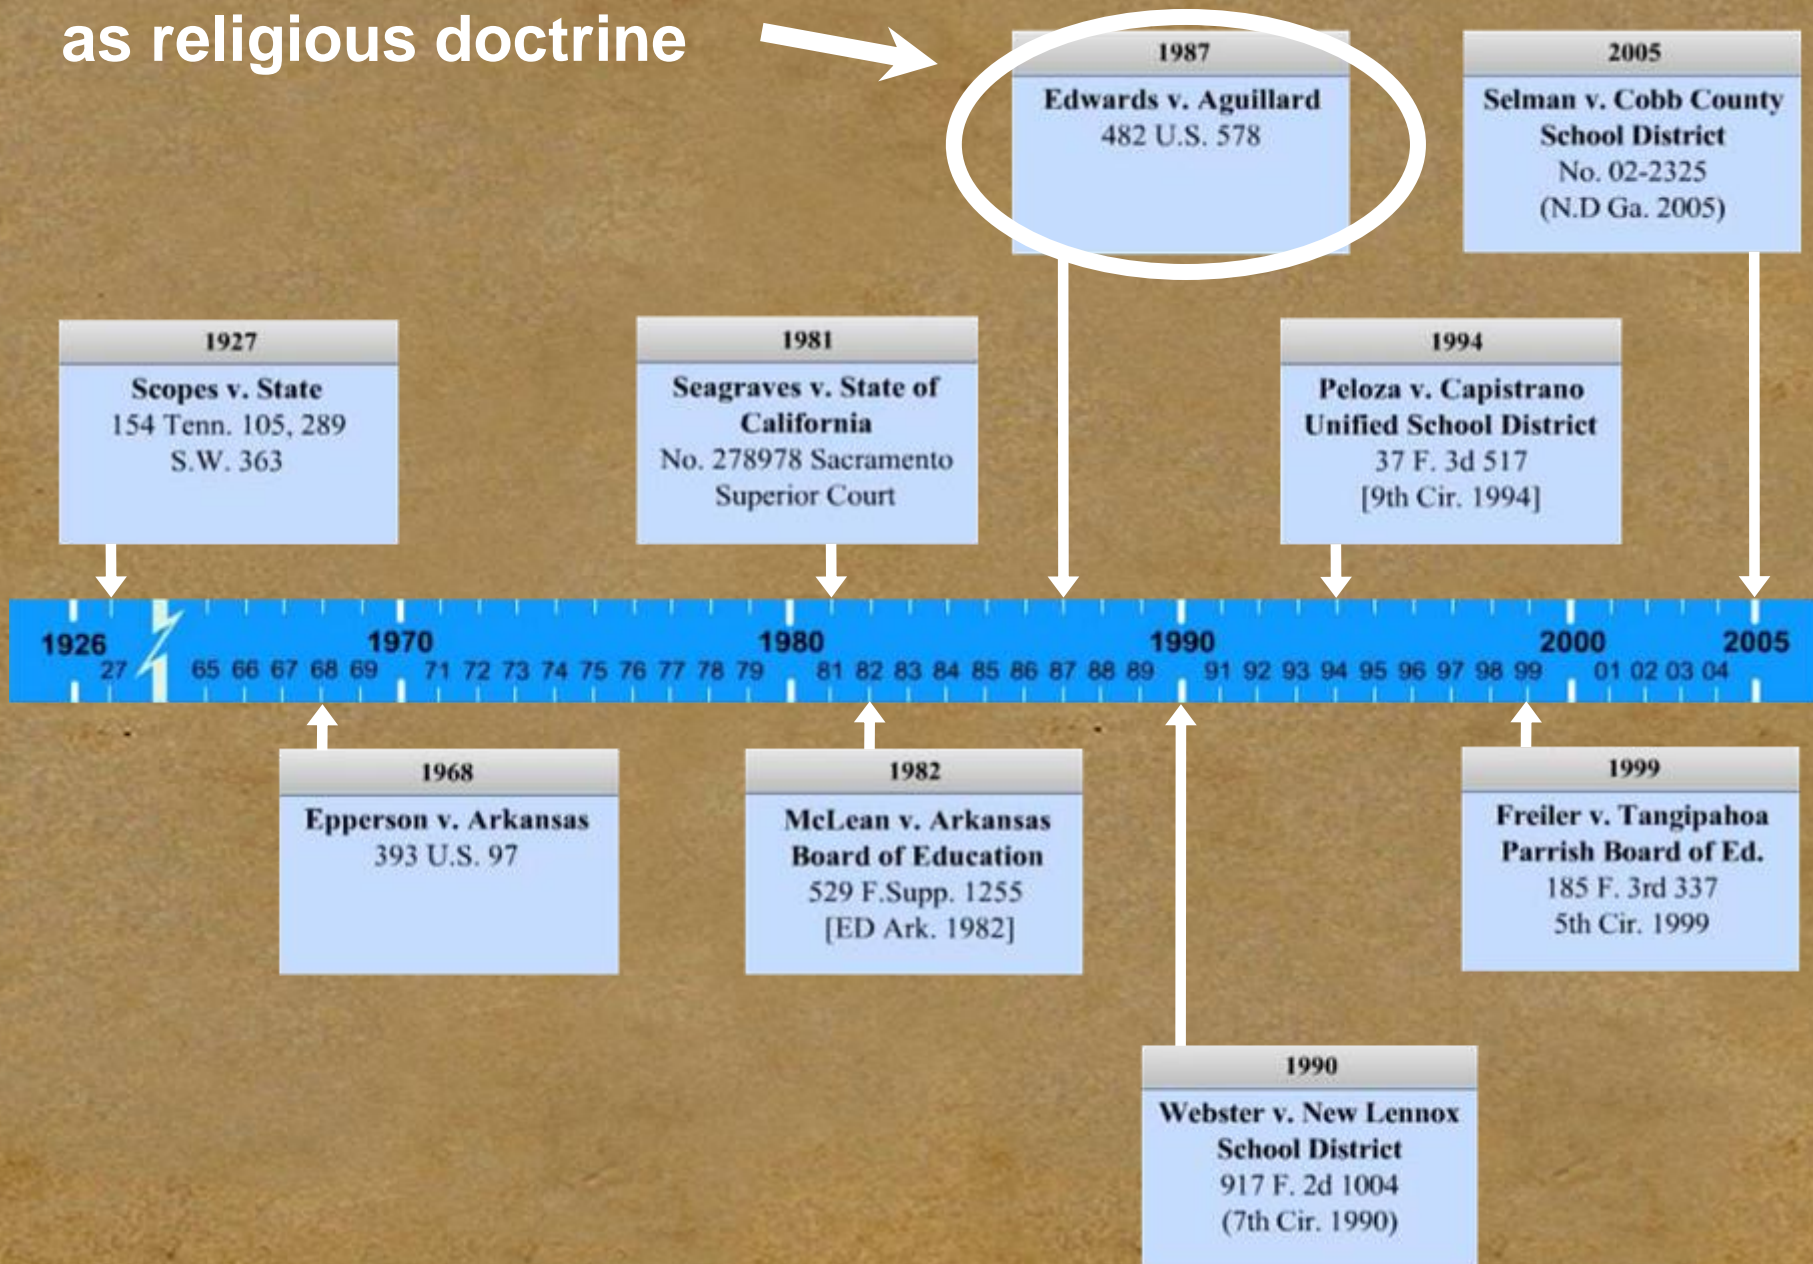 as religious doctrine
1987
Edwards v. Aguillard
482 U.S. 578
2005
Selman v. Cobb County
School District
No. 02-2325
(N.D Ga. 2005)
1927
Scopes v. State
154 Tenn. 105, 289
S.W. 363
1981
Seagraves v. State of
California
No. 278978 Sacramento
Superior Court
1994
Peloza v. Capistrano
Unified School District
37 F. 3d 517
[9th Cir. 1994]
1926 1970 1980 1990 2000 2005
27 65 66 67 68 69 71 72 73 74 75 76 77 78 79 81 82 83 84 85 86 87 88 89 91 92 93 94 95 96 97 98 99 01 02 03 04
1968
Epperson v. Arkansas
393 U.S. 97
1982
McLean v. Arkansas
Board of Education
529 F.Supp. 1255
[ED Ark. 1982]
1999
Freiler v. Tangipahoa
Parrish Board of Ed.
185 F. 3rd 337
5th Cir. 1999
1990
Webster v. New Lennox
School District
917 F. 2d 1004
(7th Cir. 1990)